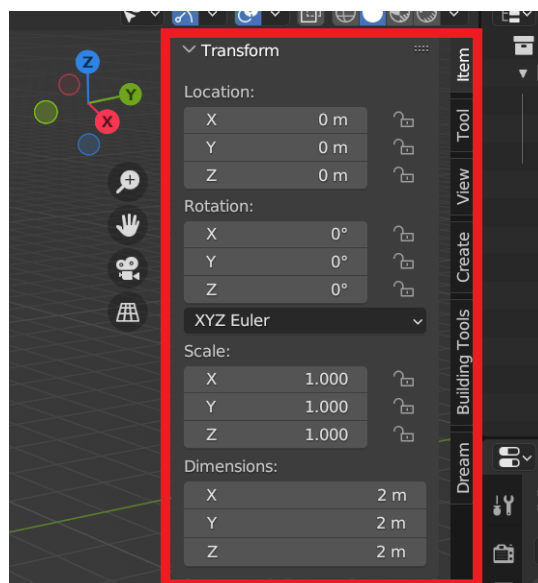 Z
Y
X
Transform
Location:
X 0 m
Y 0 m
Z 0 m
Rotation:
X 0°
Y 0°
Z 0°
XYZ Euler
Scale:
X 1.000
Y 1.000
Z 1.000
Dimensions:
X 2 m
Y 2 m
Z 2 m
Item
Tool
View
Create
Building Tools
Dream